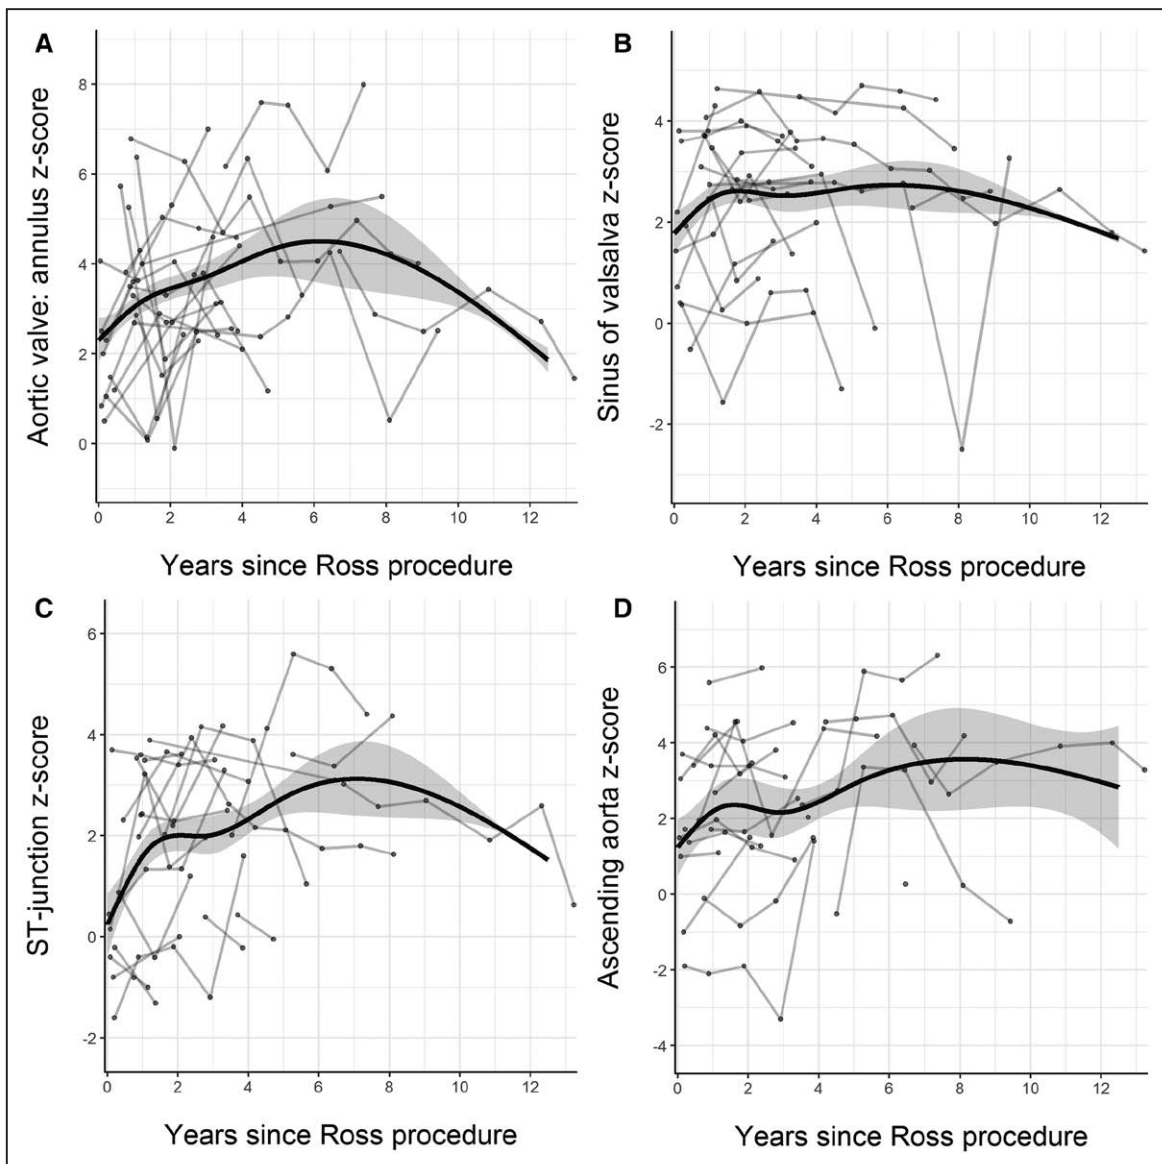 A
Aortic valve: annulus z-score
8
6
4
2
0
0 2 4 6 8 10 12
Years since Ross procedure
B
Sinus of valsalva z-score
4
2
0
-2
0 2 4 6 8 10 12
Years since Ross procedure
C
ST-junction z-score
6
4
2
0
-2
0 2 4 6 8 10 12
Years since Ross procedure
D
Ascending aorta z-score
6
4
2
0
-2
-4
0 2 4 6 8 10 12
Years since Ross procedure